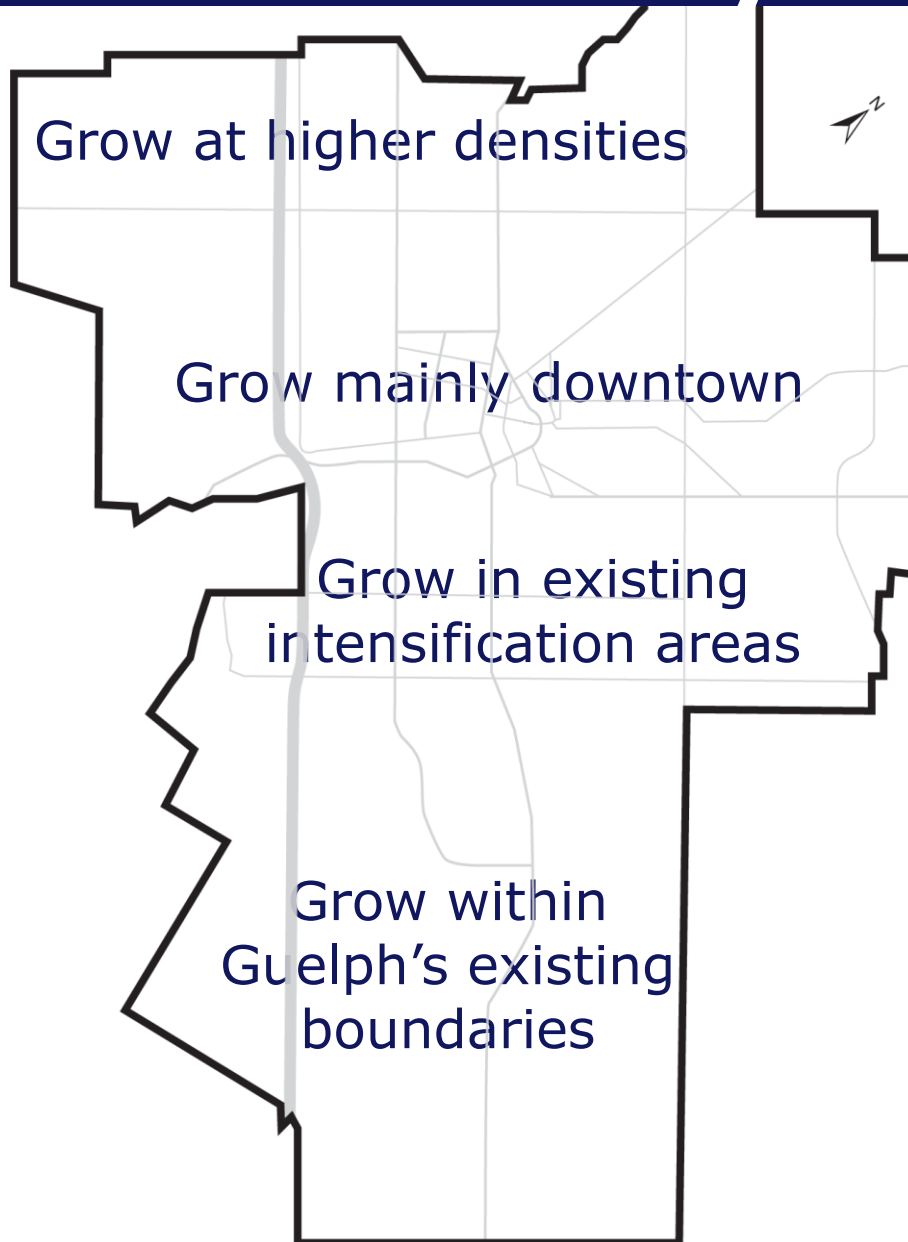 N
Grow at higher densities
Grow mainly downtown
Grow in existing
intensification areas
Grow within
Guelph’s existing
boundaries